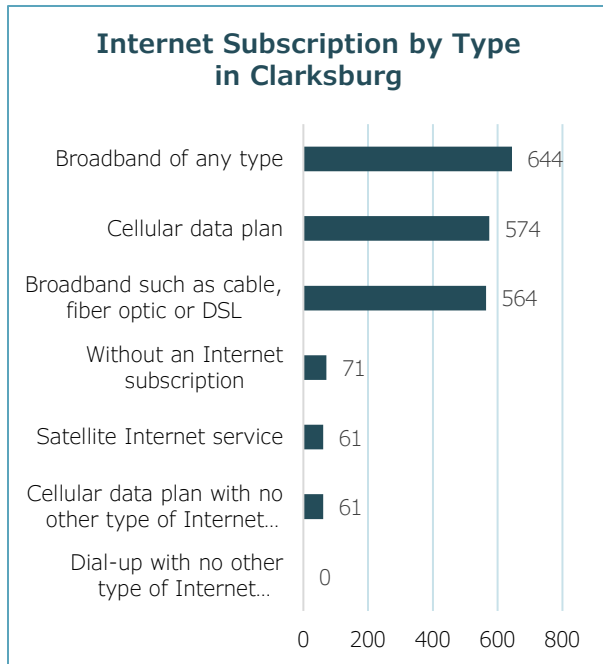 Internet Subscription by Type
in Clarksburg
Broadband of any type
644
Cellular data plan
574
Broadband such as cable,
fiber optic or DSL
564
Without an Internet
subscription
71
Satellite Internet service
61
Cellular data plan with no
other type of Internet…
61
Dial-up with no other
type of Internet…
0
0 200 400 600 800